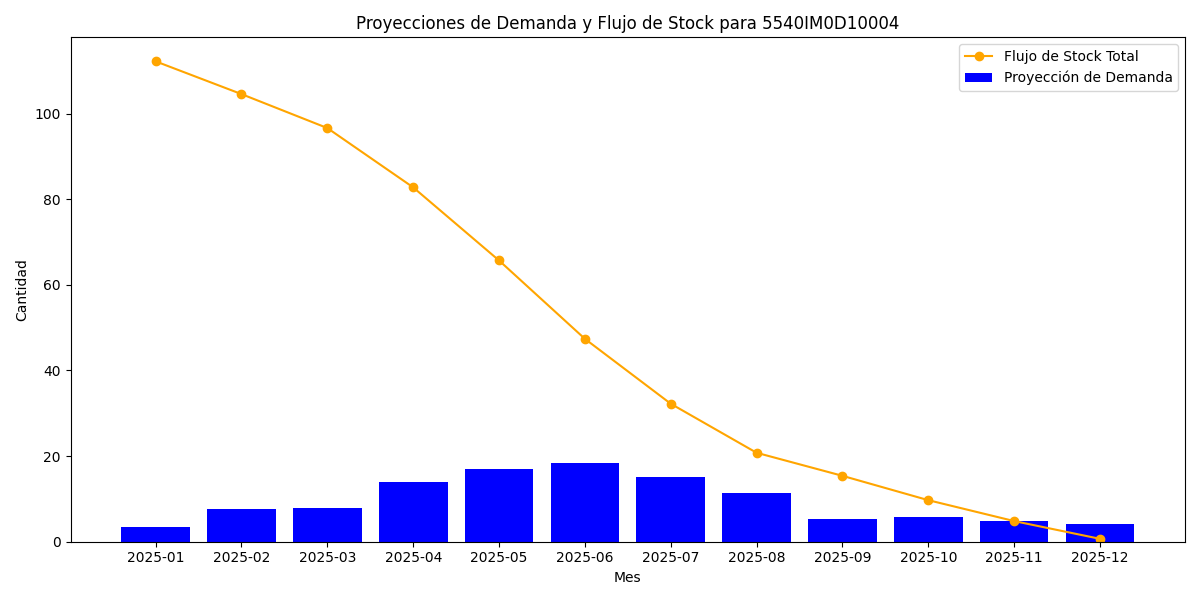 Proyecciones de Demanda y Flujo de Stock para 5540IM0D10004
Flujo de Stock Total
Proyección de Demanda
Cantidad
100
80
60
40
20
0
2025-01 2025-02 2025-03 2025-04 2025-05 2025-06 2025-07 2025-08 2025-09 2025-10 2025-11 2025-12
Mes